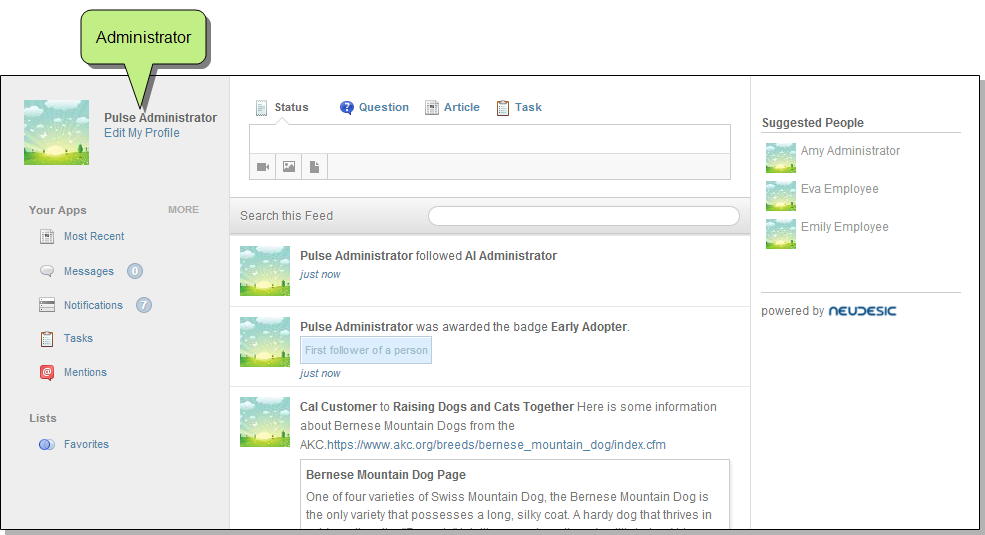 Administrator
Pulse Administrator
Edit My Profile
Your Apps MORE
Most Recent
Messages 0
Notifications 7
Tasks
Mentions
Lists
Favorites
Status Question Article Task
Search this Feed
Pulse Administrator followed Al Administrator
just now
Pulse Administrator was awarded the badge Early Adopter.
First follower of a person
just now
Cal Customer to Raising Dogs and Cats Together Here is some information
about Bernese Mountain Dogs from the
AKC.https://www.akc.org/breeds/bernese_mountain_dog/index.cfm
Bernese Mountain Dog Page
One of four varieties of Swiss Mountain Dog, the Bernese Mountain Dog is
the only variety that possesses a long, silky coat. A hardy dog that thrives in
Suggested People
Amy Administrator
Eva Employee
Emily Employee
powered by NEUDESIC